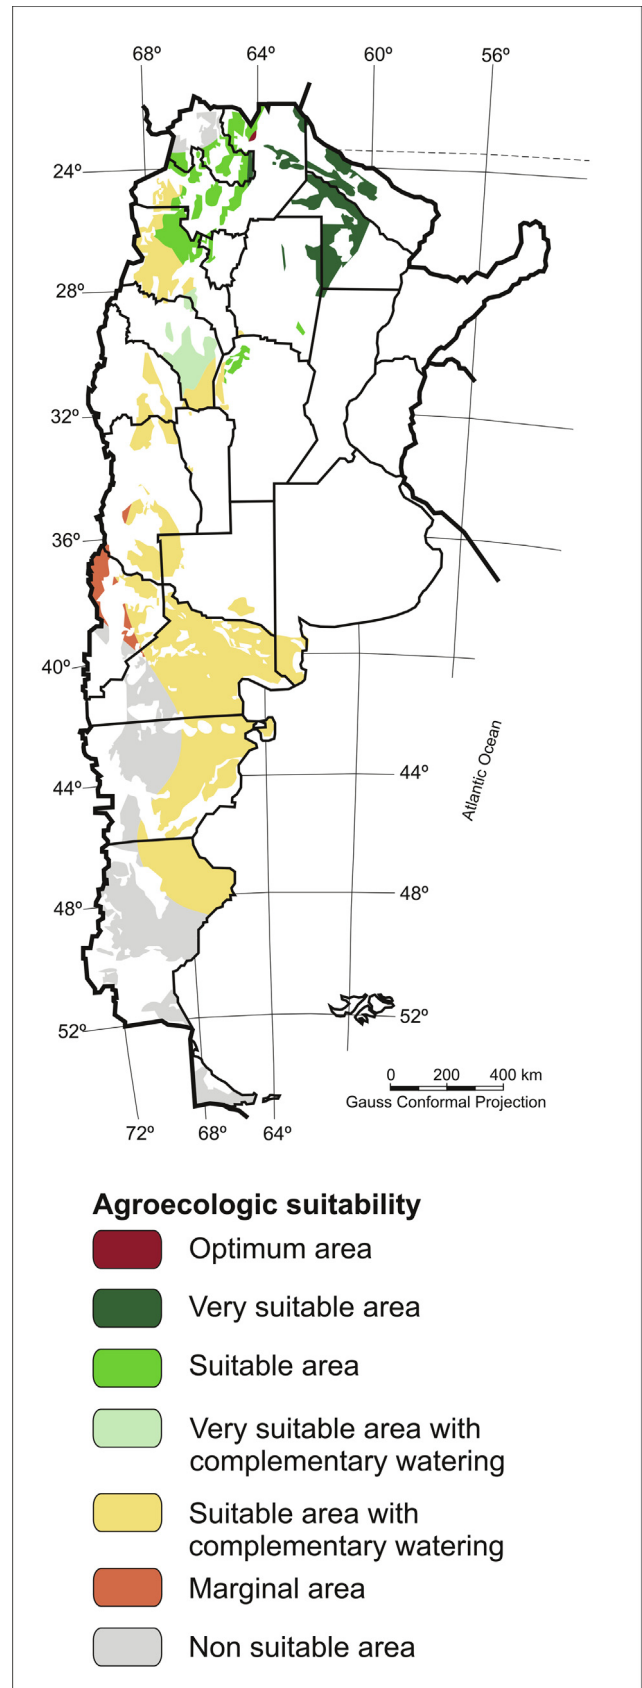 68º 64º 60º 56º
24º
28º
32º
36º
40º
Atlantic Ocean
44º 44º
48º 48º
52º 52º
0 200 400 km
Gauss Conformal Projection
72º 68º 64º
Agroecologic suitability
Optimum area
Very suitable area
Suitable area
Very suitable area with
complementary watering
Suitable area with
complementary watering
Marginal area
Non suitable area